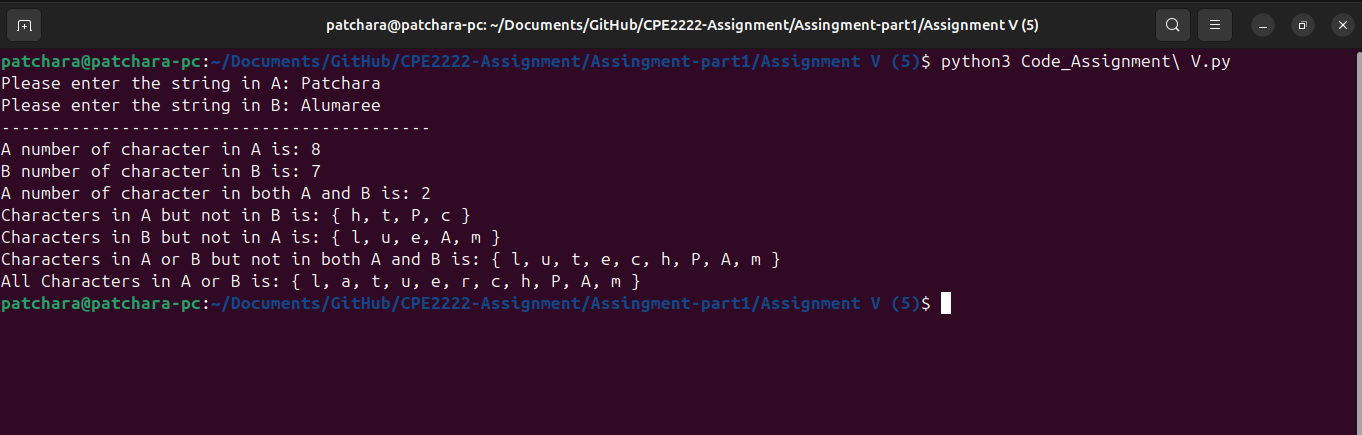 patchara@patchara-pc: ~/Documents/GitHub/CPE2222-Assignment/Assingment-part1/Assignment V (5)
patchara@patchara-pc:~/Documents/GitHub/CPE2222-Assignment/Assingment-part1/Assignment V (5)$ python3 Code_Assignment\ V.py
Please enter the string in A: Patchara
Please enter the string in B: Alumaree
-------------------------------------------
A number of character in A is: 8
B number of character in B is: 7
A number of character in both A and B is: 2
Characters in A but not in B is: { h, t, P, c }
Characters in B but not in A is: { l, u, e, A, m }
Characters in A or B but not in both A and B is: { l, u, t, e, c, h, P, A, m }
All Characters in A or B is: { l, a, t, u, e, r, c, h, P, A, m }
patchara@patchara-pc:~/Documents/GitHub/CPE2222-Assignment/Assingment-part1/Assignment V (5)$